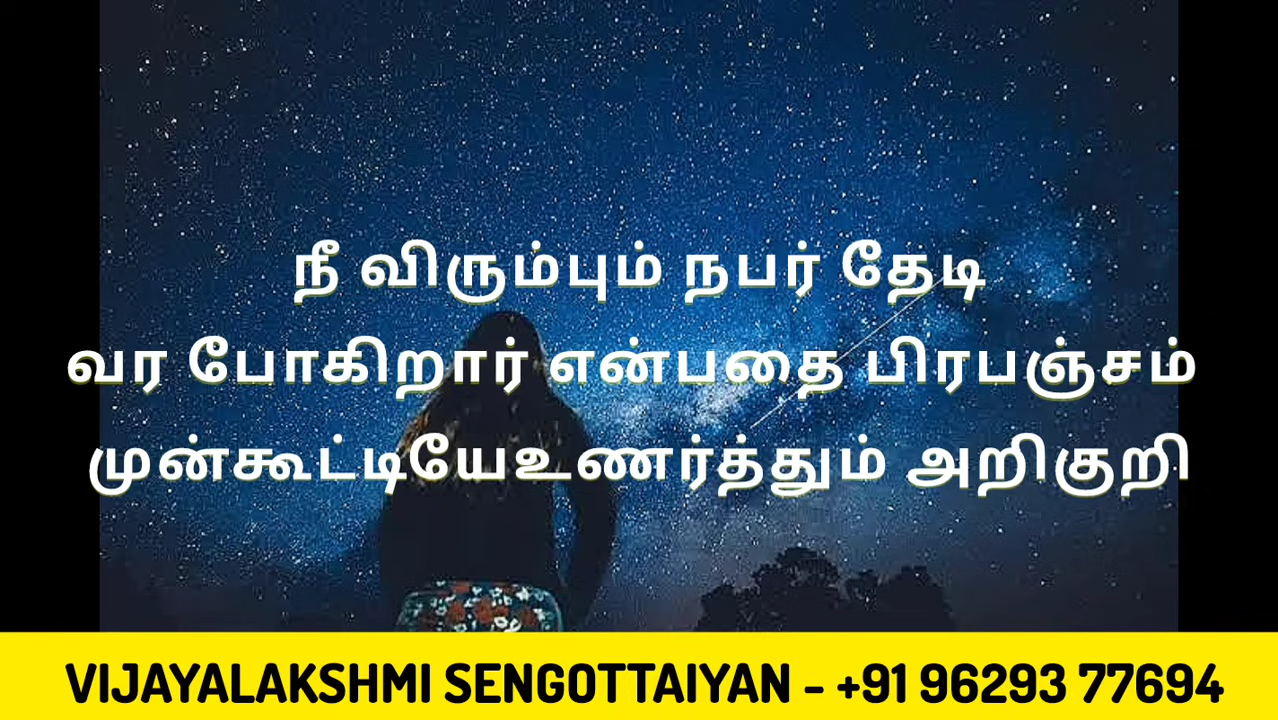 நீ விரும்பும் நபர் தேடி
வர போகிறார் என்பதை பிரபஞ்சம்
முன்கூட்டியேஉணர்த்தும் அறிகுறி
VIJAYALAKSHMI SENGOTTAIYAN - +91 96293 77694